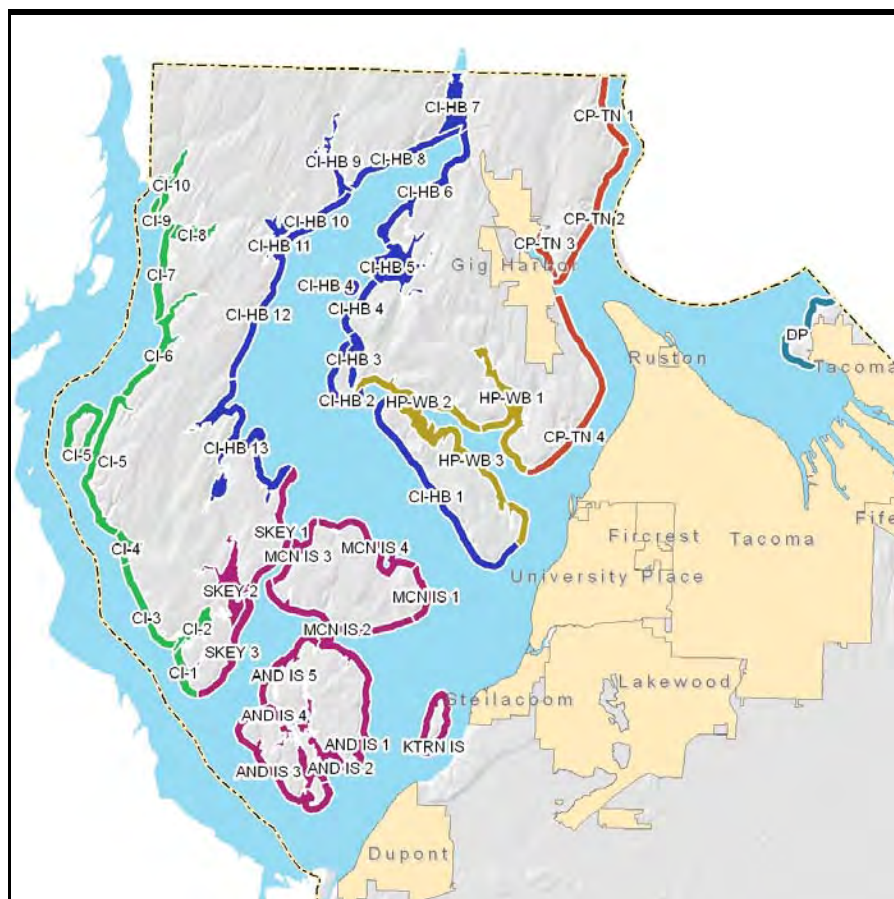 CI-HB 7
CP-TN 1
CI-HB 9
CI-HB 8
CI-10
CI-HB 6
CI-9
CI-8
CI-HB 10
CP-TN 2
CI-HB 11
CP-TN 3
CI-7
CI-HB 5
Gig Harbor
CI-HB 4
CI-HB 4
CI-HB 12
DP
CI-6
CI-HB 3
Ruston
Tacoma
CI-HB 2
HP-WB 2
HP-WB 1
CI-HB 13
CP-TN 4
CI-5
CI-5
HP-WB 3
CI-HB 1
Fife
SKEY 1
Fircrest
Tacoma
CI-4
MCN IS 3
MCN IS 4
University Place
SKEY 2
MCN IS 1
CI-3
CI-2
MCN IS 2
SKEY 3
CI-1
AND IS 5
Lakewood
Steilacoom
AND IS 4
AND IS 1
KTRN IS
AND IS 3
AND IS 2
Dupont